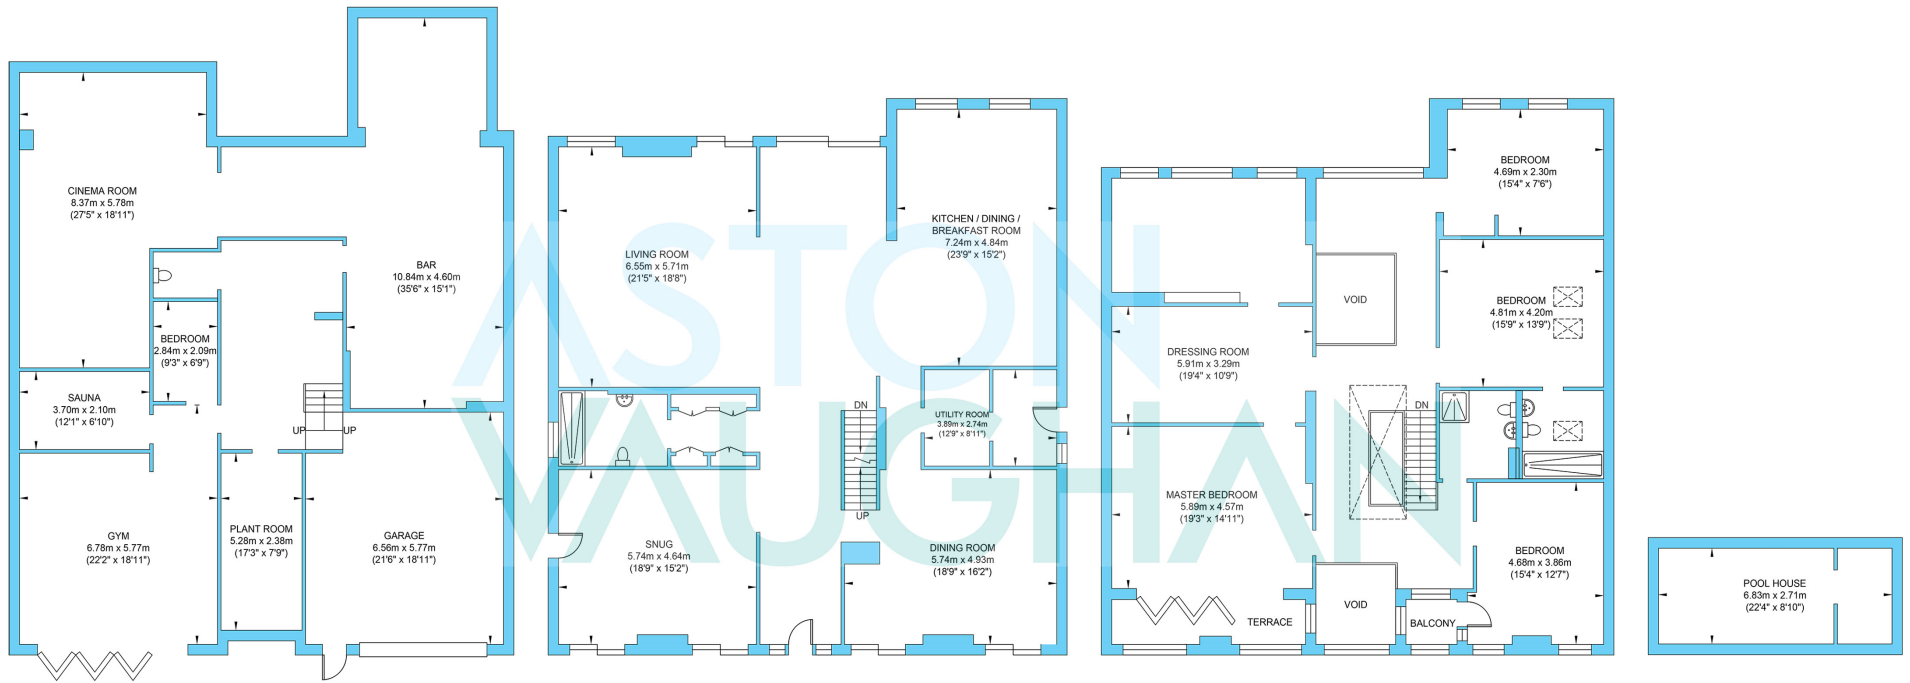 CINEMA ROOM
8.37m x 5.78m
(27'5" x 18'11")
BAR
10.84m x 4.60m
(35'6" x 15'1")
BEDROOM
2.84m x 2.09m
(9'3" x 6'9")
SAUNA
3.70m x 2.10m
(12'1" x 6'10")
UP
UP
GYM
6.78m x 5.77m
(22'2" x 18'11")
PLANT ROOM
5.28m x 2.38m
(17'3" x 7'9")
GARAGE
6.56m x 5.77m
(21'6" x 18'11")
LIVING ROOM
6.55m x 5.71m
(21'5" x 18'8")
KITCHEN / DINING /
BREAKFAST ROOM
7.24m x 4.84m
(23'9" x 15'2")
DN
UTILITY ROOM
3.89m x 2.74m
(12'9" x 8'11")
UP
SNUG
5.74m x 4.64m
(18'9" x 15'2")
DINING ROOM
5.74m x 4.93m
(18'9" x 16'2")
BEDROOM
4.69m x 2.30m
(15'4" x 7'6")
VOID
BEDROOM
4.81m x 4.20m
(15'9" x 13'9")
DRESSING ROOM
5.91m x 3.29m
(19'4" x 10'9")
DN
MASTER BEDROOM
5.89m x 4.57m
(19'3" x 14'11")
BEDROOM
4.68m x 3.86m
(15'4" x 12'7")
VOID
TERRACE
BALCONY
POOL HOUSE
6.83m x 2.71m
(22'4" x 8'10")
ASTON
VAUGHAN